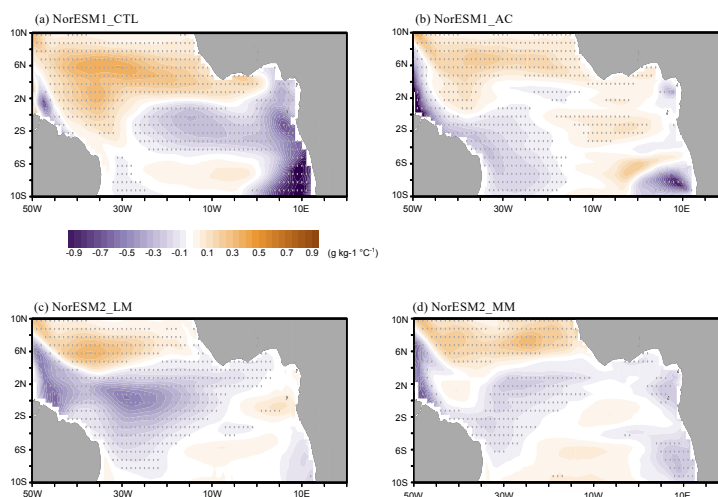 (a) NorESM1_CTL
(b) NorESM1_AC
10N
6N
2N
2S
6S
10S
50W
30W
10W
10E
10N
6N
2N
2S
6S
10S
50W
30W
10W
10E
-0.9 -0.7 -0.5 -0.3 -0.1 0.1 0.3 0.5 0.7 0.9 (g kg-1 °C⁻¹)
(c) NorESM2_LM
(d) NorESM2_MM
10N
6N
2N
2S
6S
10S
50W
30W
10W
10E
10N
6N
2N
2S
6S
10S
50W
30W
10W
10E